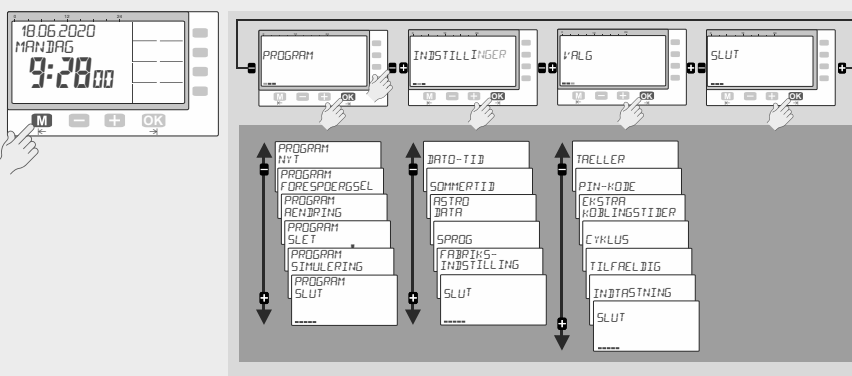 18.06.2020
MANDAG
9:28 00
M − + OK
PROGRAM
M − + OK
INDSTILLINGER
M − + OK
VALG
M − + OK
SLUT
M − + OK
PROGRAM
NYT
PROGRAM
FORESPOERGSEL
PROGRAM
AENDRING
PROGRAM
SLET
PROGRAM
SIMULERING
PROGRAM
SLUT
DATO-TID
SOMMERTID
ASTRO
DATA
SPROG
FABRIKS-
INDSTILLING
SLUT
TAELLER
PIN-KODE
EKSTRA
KOBLINGSTIDER
CYKLUS
TILFAELDIG
INDTASTNING
SLUT